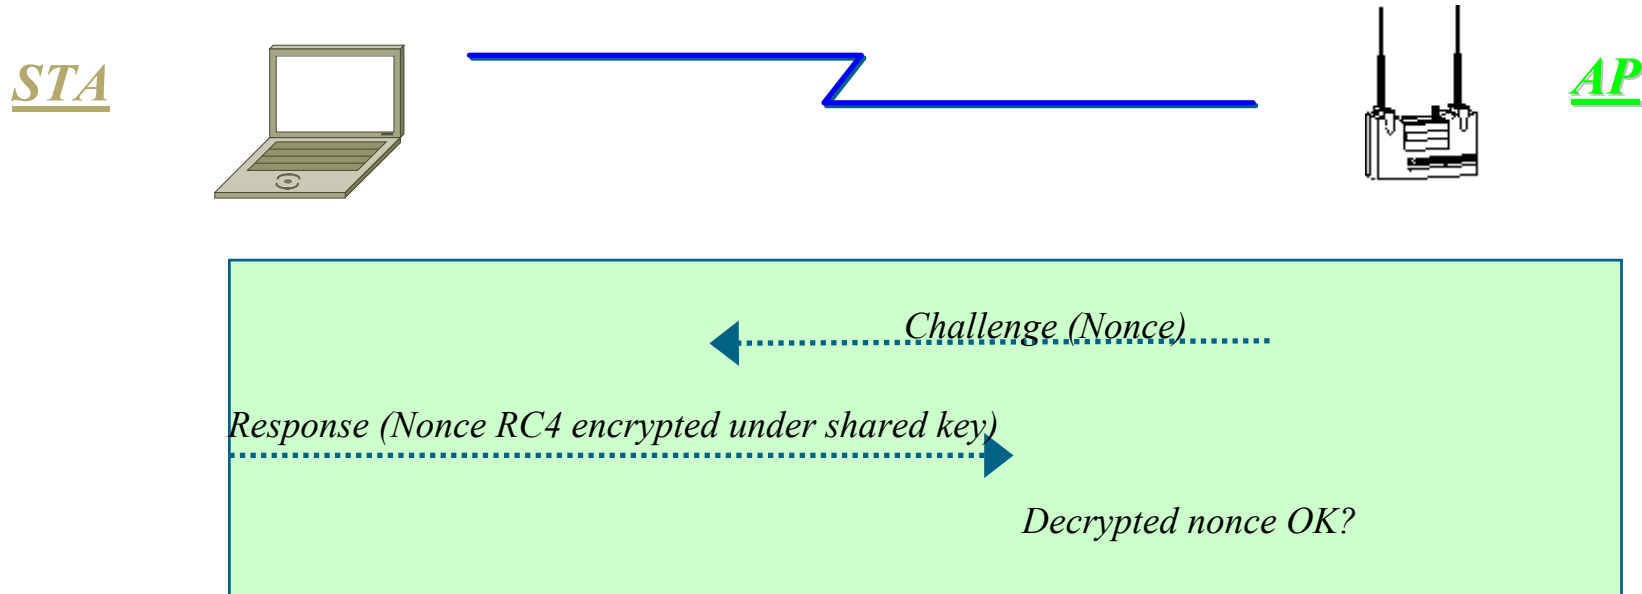 STA
AP
Challenge (Nonce)
Response (Nonce RC4 encrypted under shared key)
Decrypted nonce OK?